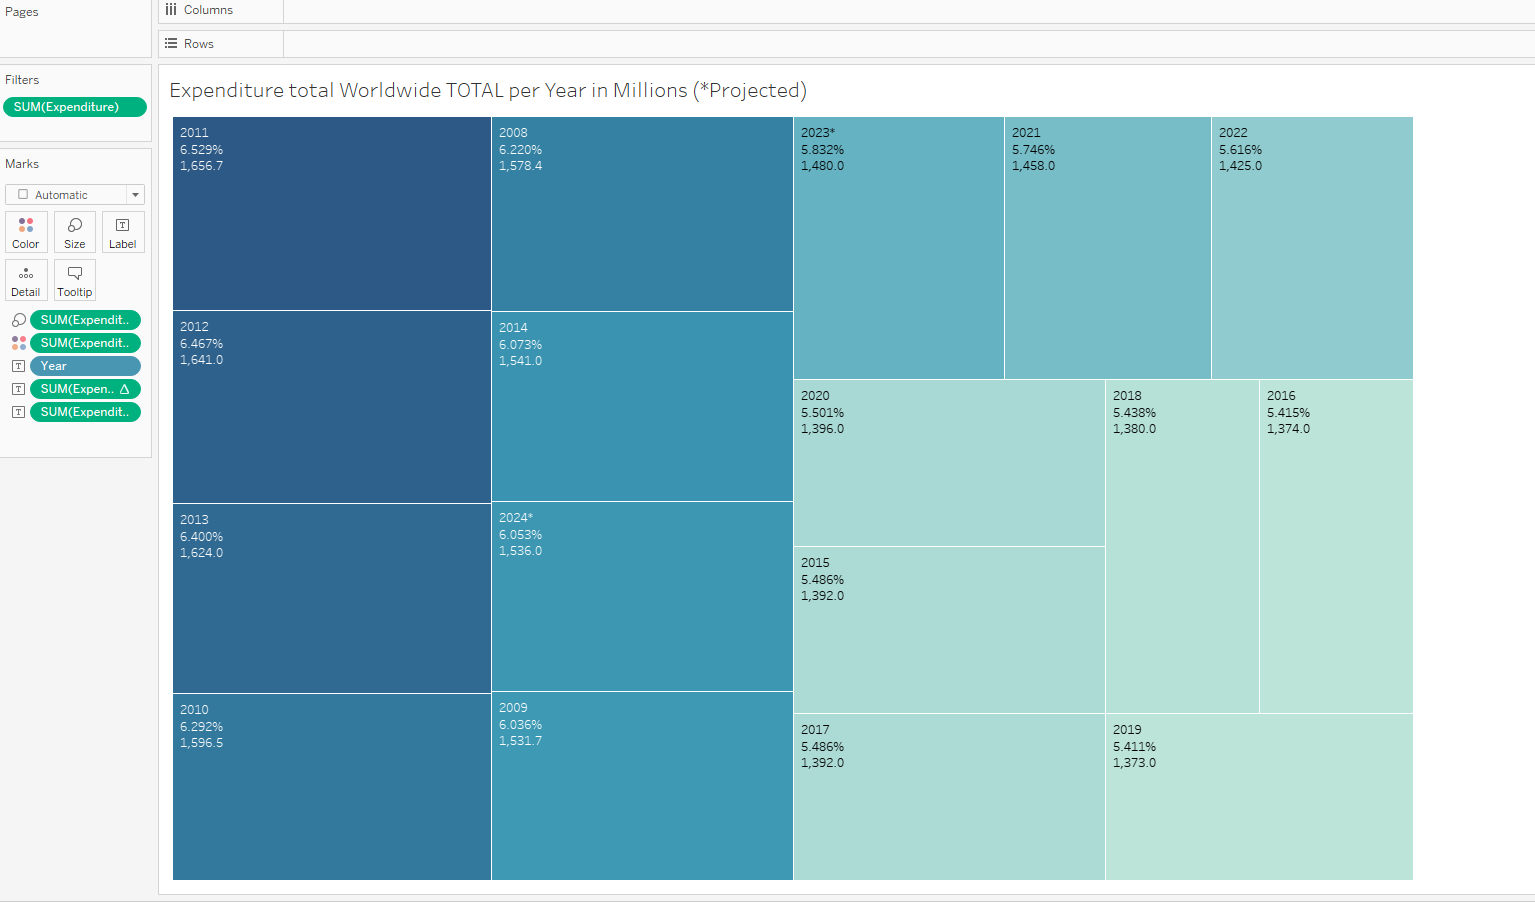 Pages
Columns
Rows
Filters
SUM(Expenditure)
Marks
Automatic
Color
Size
Label
Detail
Tooltip
SUM(Expendit..
SUM(Expendit..
Year
SUM(Expen..
SUM(Expendit..
Expenditure total Worldwide TOTAL per Year in Millions (*Projected)
2011
6.529%
1,656.7
2012
6.467%
1,641.0
2013
6.400%
1,624.0
2010
6.292%
1,596.5
2008
6.220%
1,578.4
2014
6.073%
1,541.0
2024*
6.053%
1,536.0
2009
6.036%
1,531.7
2023*
5.832%
1,480.0
2021
5.746%
1,458.0
2022
5.616%
1,425.0
2020
5.501%
1,396.0
2015
5.486%
1,392.0
2017
5.486%
1,392.0
2018
5.438%
1,380.0
2016
5.415%
1,374.0
2019
5.411%
1,373.0